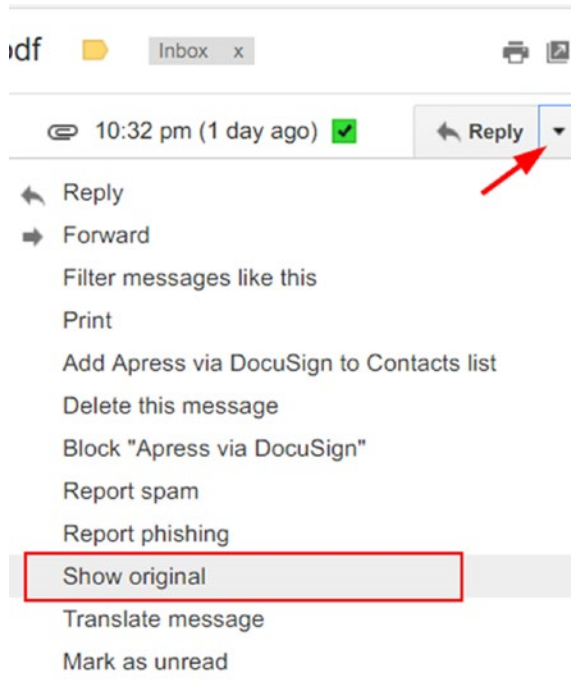 odf Inbox x
10:32 pm (1 day ago) Reply
Reply
Forward
Filter messages like this
Print
Add Apress via DocuSign to Contacts list
Delete this message
Block "Apress via DocuSign"
Report spam
Report phishing
Show original
Translate message
Mark as unread